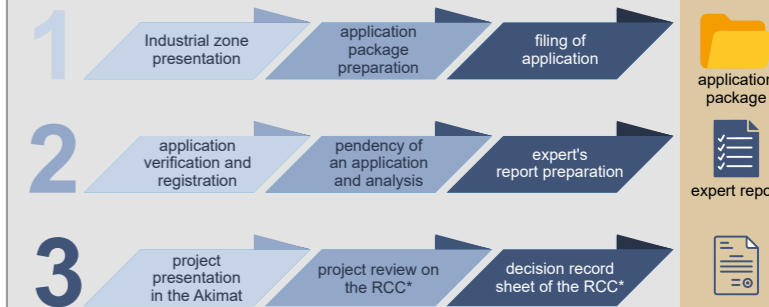 1
Industrial zone
presentation
application
package
preparation
filing of
application
application
package
2
application
verification and
registration
pendency of
an application
and analysis
expert's
report preparation
expert repo
3
project
presentation
in the Akimat
project review on
the RCC*
decision record
sheet of the RCC*